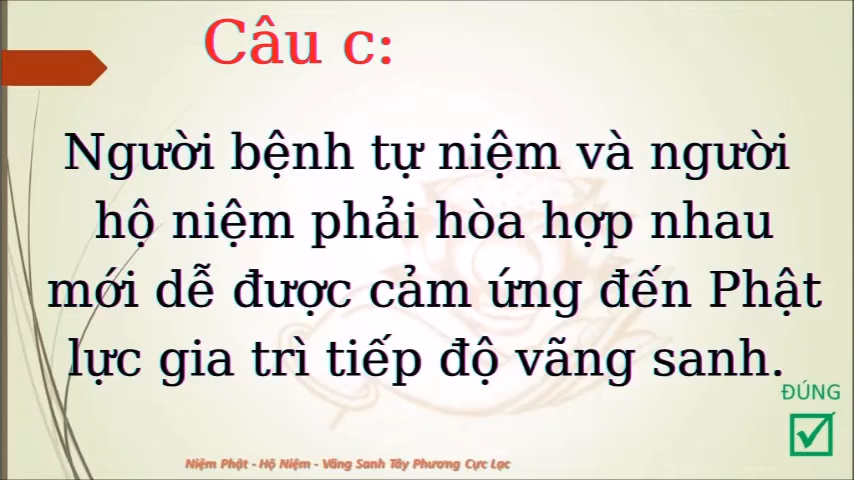 Câu c:
Người bệnh tự niệm và người
hộ niệm phải hòa hợp nhau
mới dễ được cảm ứng đến Phật
lực gia trì tiếp độ vãng sanh.
ĐÚNG
Niệm Phật - Hộ Niệm - Vãng Sanh Tây Phương Cực Lạc